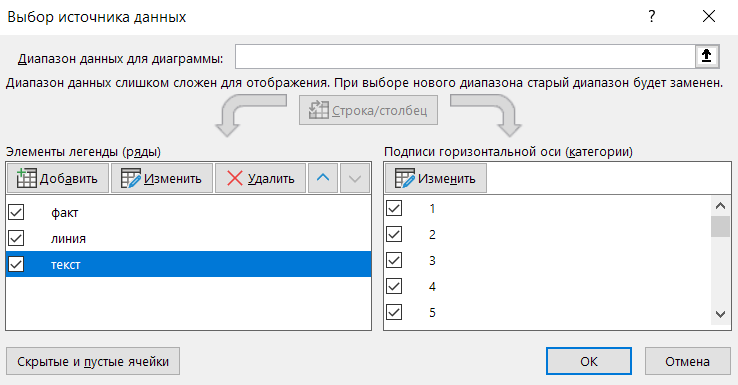 Выбор источника данных
Диапазон данных для диаграммы:
Диапазон данных слишком сложен для отображения. При выборе нового диапазона старый диапазон будет заменен.
Строка/столбец
Элементы легенды (ряды)
Добавить Изменить Удалить
факт
линия
текст
Подписи горизонтальной оси (категории)
Изменить
1
2
3
4
5
Скрытые и пустые ячейки
ОК Отмена